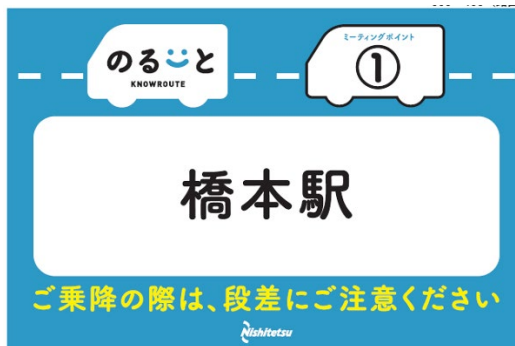 のるーと
KNOWROUTE
ミーティングポイント
①
橋本駅
ご乗降の際は、段差にご注意ください
Nishitetsu